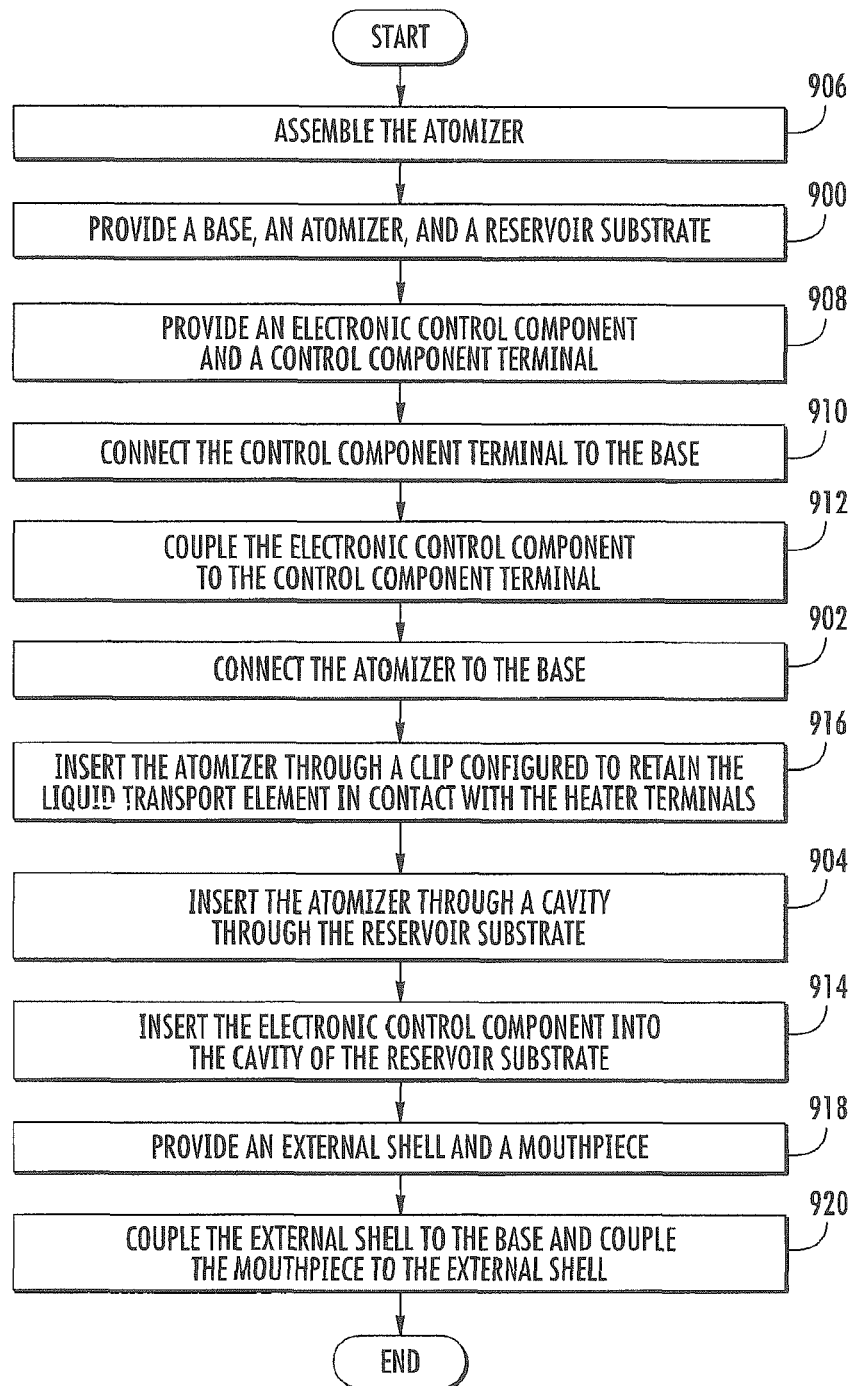 START
906
ASSEMBLE THE ATOMIZER
900
PROVIDE A BASE, AN ATOMIZER, AND A RESERVOIR SUBSTRATE
908
PROVIDE AN ELECTRONIC CONTROL COMPONENT
AND A CONTROL COMPONENT TERMINAL
910
CONNECT THE CONTROL COMPONENT TERMINAL TO THE BASE
912
COUPLE THE ELECTRONIC CONTROL COMPONENT
TO THE CONTROL COMPONENT TERMINAL
902
CONNECT THE ATOMIZER TO THE BASE
916
INSERT THE ATOMIZER THROUGH A CLIP CONFIGURED TO RETAIN THE
LIQUID TRANSPORT ELEMENT IN CONTACT WITH THE HEATER TERMINALS
904
INSERT THE ATOMIZER THROUGH A CAVITY
THROUGH THE RESERVOIR SUBSTRATE
914
INSERT THE ELECTRONIC CONTROL COMPONENT INTO
THE CAVITY OF THE RESERVOIR SUBSTRATE
918
PROVIDE AN EXTERNAL SHELL AND A MOUTHPIECE
920
COUPLE THE EXTERNAL SHELL TO THE BASE AND COUPLE
THE MOUTHPIECE TO THE EXTERNAL SHELL
END